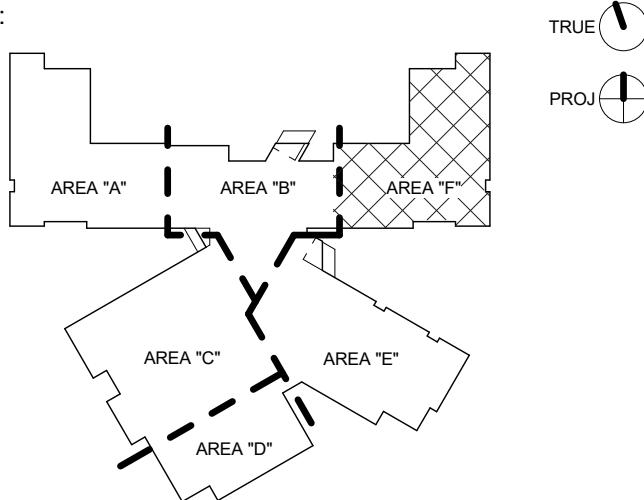 :
TRUE
PROJ
AREA "A"
AREA "B"
AREA "F"
AREA "C"
AREA "E"
AREA "D"